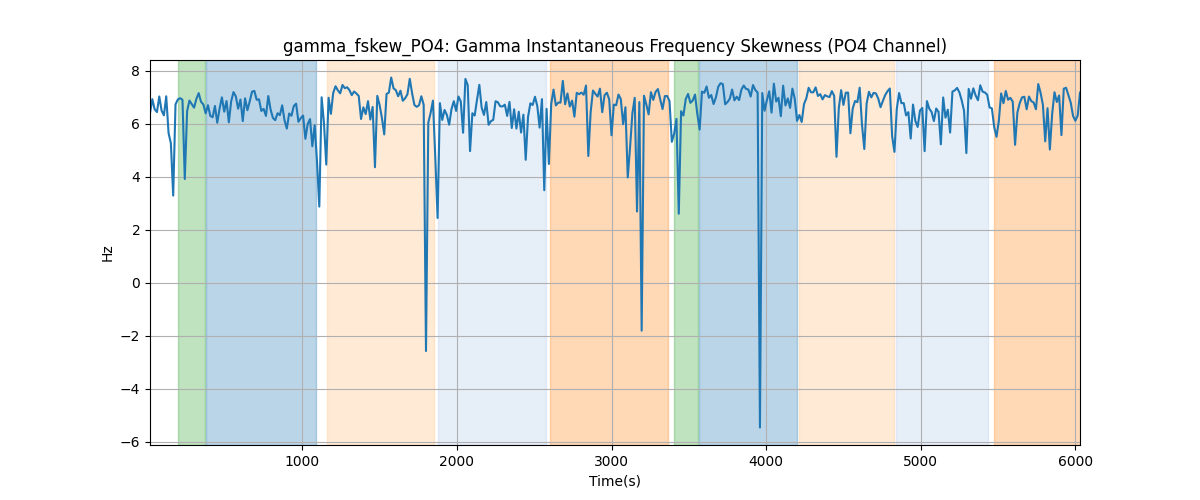 gamma_fskew_PO4: Gamma Instantaneous Frequency Skewness (PO4 Channel)
8
6
4
2
0
−2
−4
−6
Hz
1000 2000 3000 4000 5000 6000
Time(s)